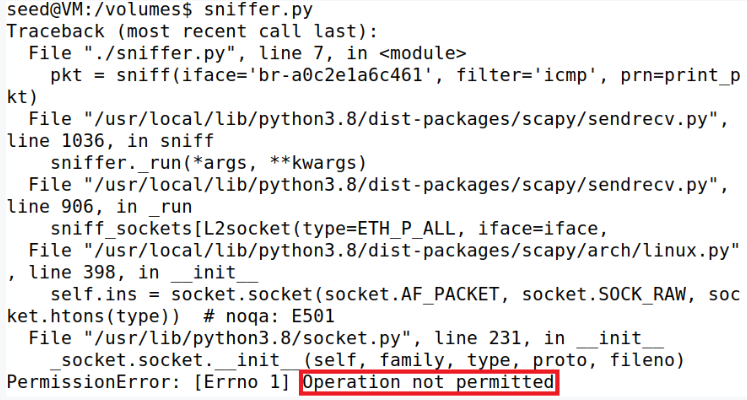 seed@VM:/volumes$ sniffer.py
Traceback (most recent call last):
  File "./sniffer.py", line 7, in <module>
    pkt = sniff(iface='br-a0c2e1a6c461', filter='icmp', prn=print_p
kt)
  File "/usr/local/lib/python3.8/dist-packages/scapy/sendrecv.py",
line 1036, in sniff
    sniffer._run(*args, **kwargs)
  File "/usr/local/lib/python3.8/dist-packages/scapy/sendrecv.py",
line 906, in _run
    sniff_sockets[L2socket(type=ETH_P_ALL, iface=iface,
  File "/usr/local/lib/python3.8/dist-packages/scapy/arch/linux.py"
, line 398, in __init__
    self.ins = socket.socket(socket.AF_PACKET, socket.SOCK_RAW, soc
ket.htons(type))  # noqa: E501
  File "/usr/lib/python3.8/socket.py", line 231, in __init__
    _socket.socket.__init__(self, family, type, proto, fileno)
PermissionError: [Errno 1] Operation not permitted